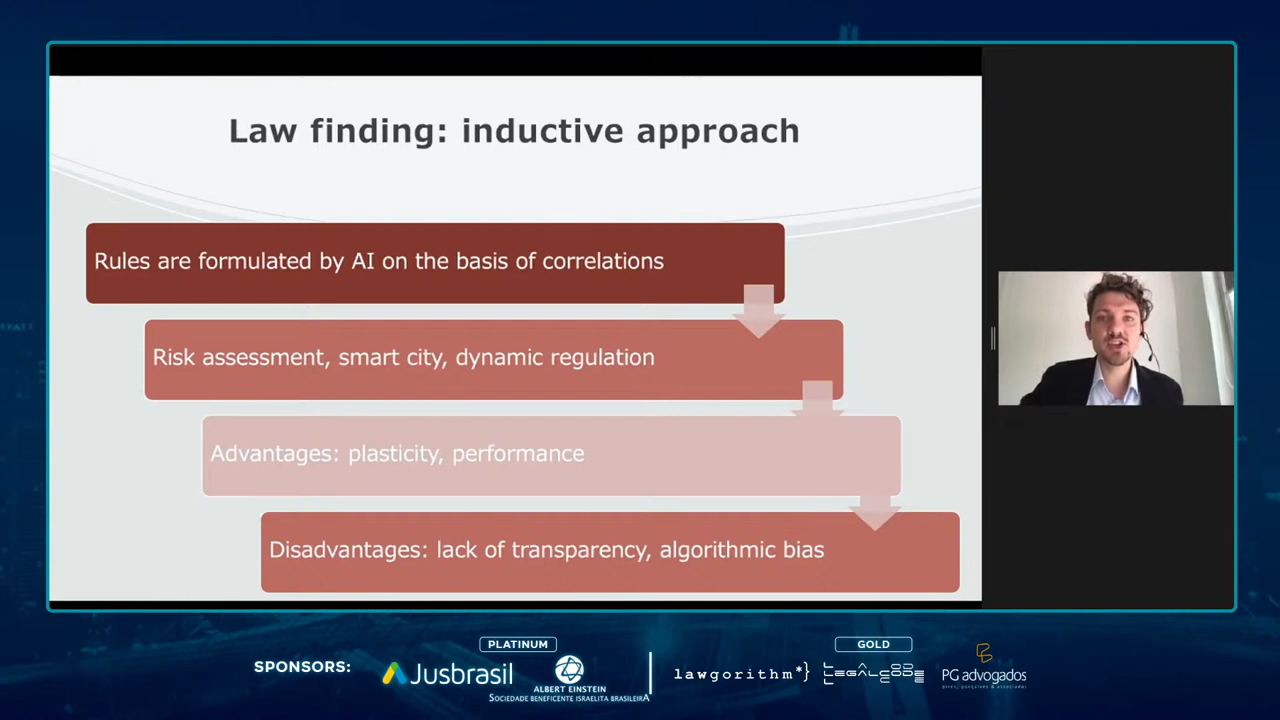 Law finding: inductive approach
Rules are formulated by AI on the basis of correlations
Risk assessment, smart city, dynamic regulation
Advantages: plasticity, performance
Disadvantages: lack of transparency, algorithmic bias
SPONSORS:
PLATINUM
Jusbrasil
ALBERT EINSTEIN
SOCIEDADE BENEFICENTE ISRAELITA BRASILEIRA
GOLD
lawgorithm*}
LEGALCODE
PG advogados